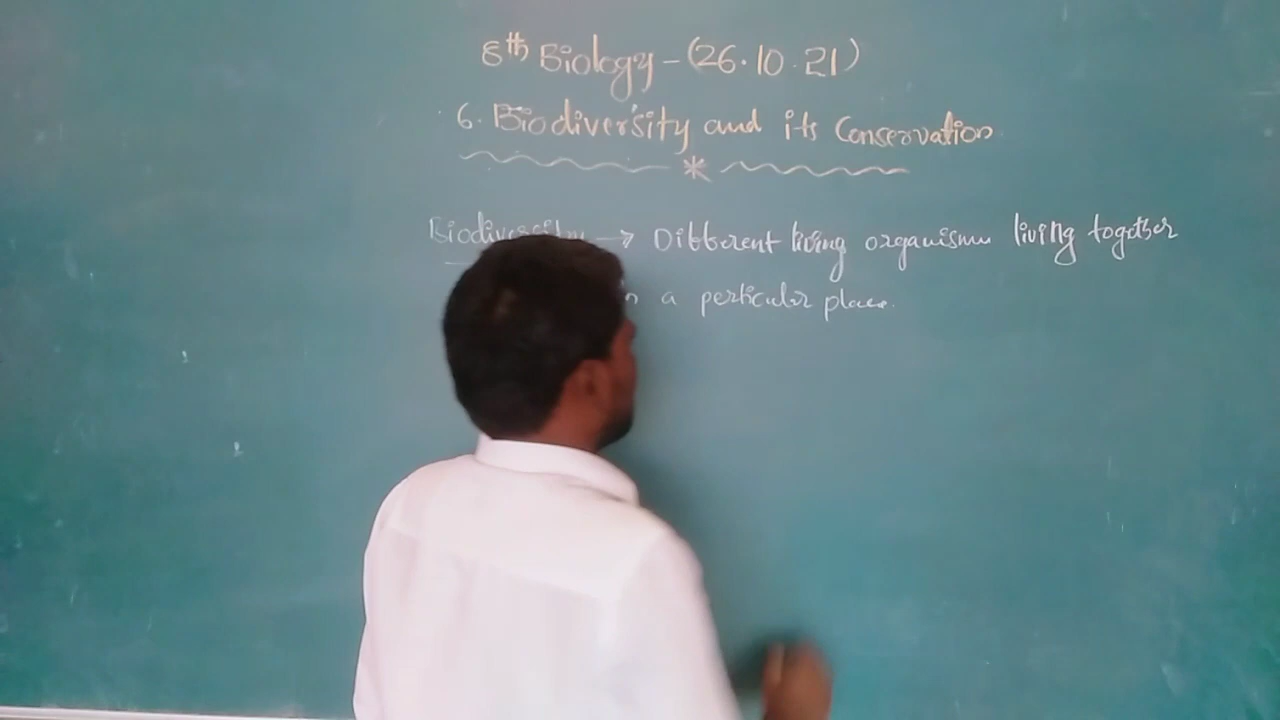 8th Biology - (26.10.21)
6. Biodiversity and its Conservation
Biodiversity → Different living organisms living together
in a perticular place.